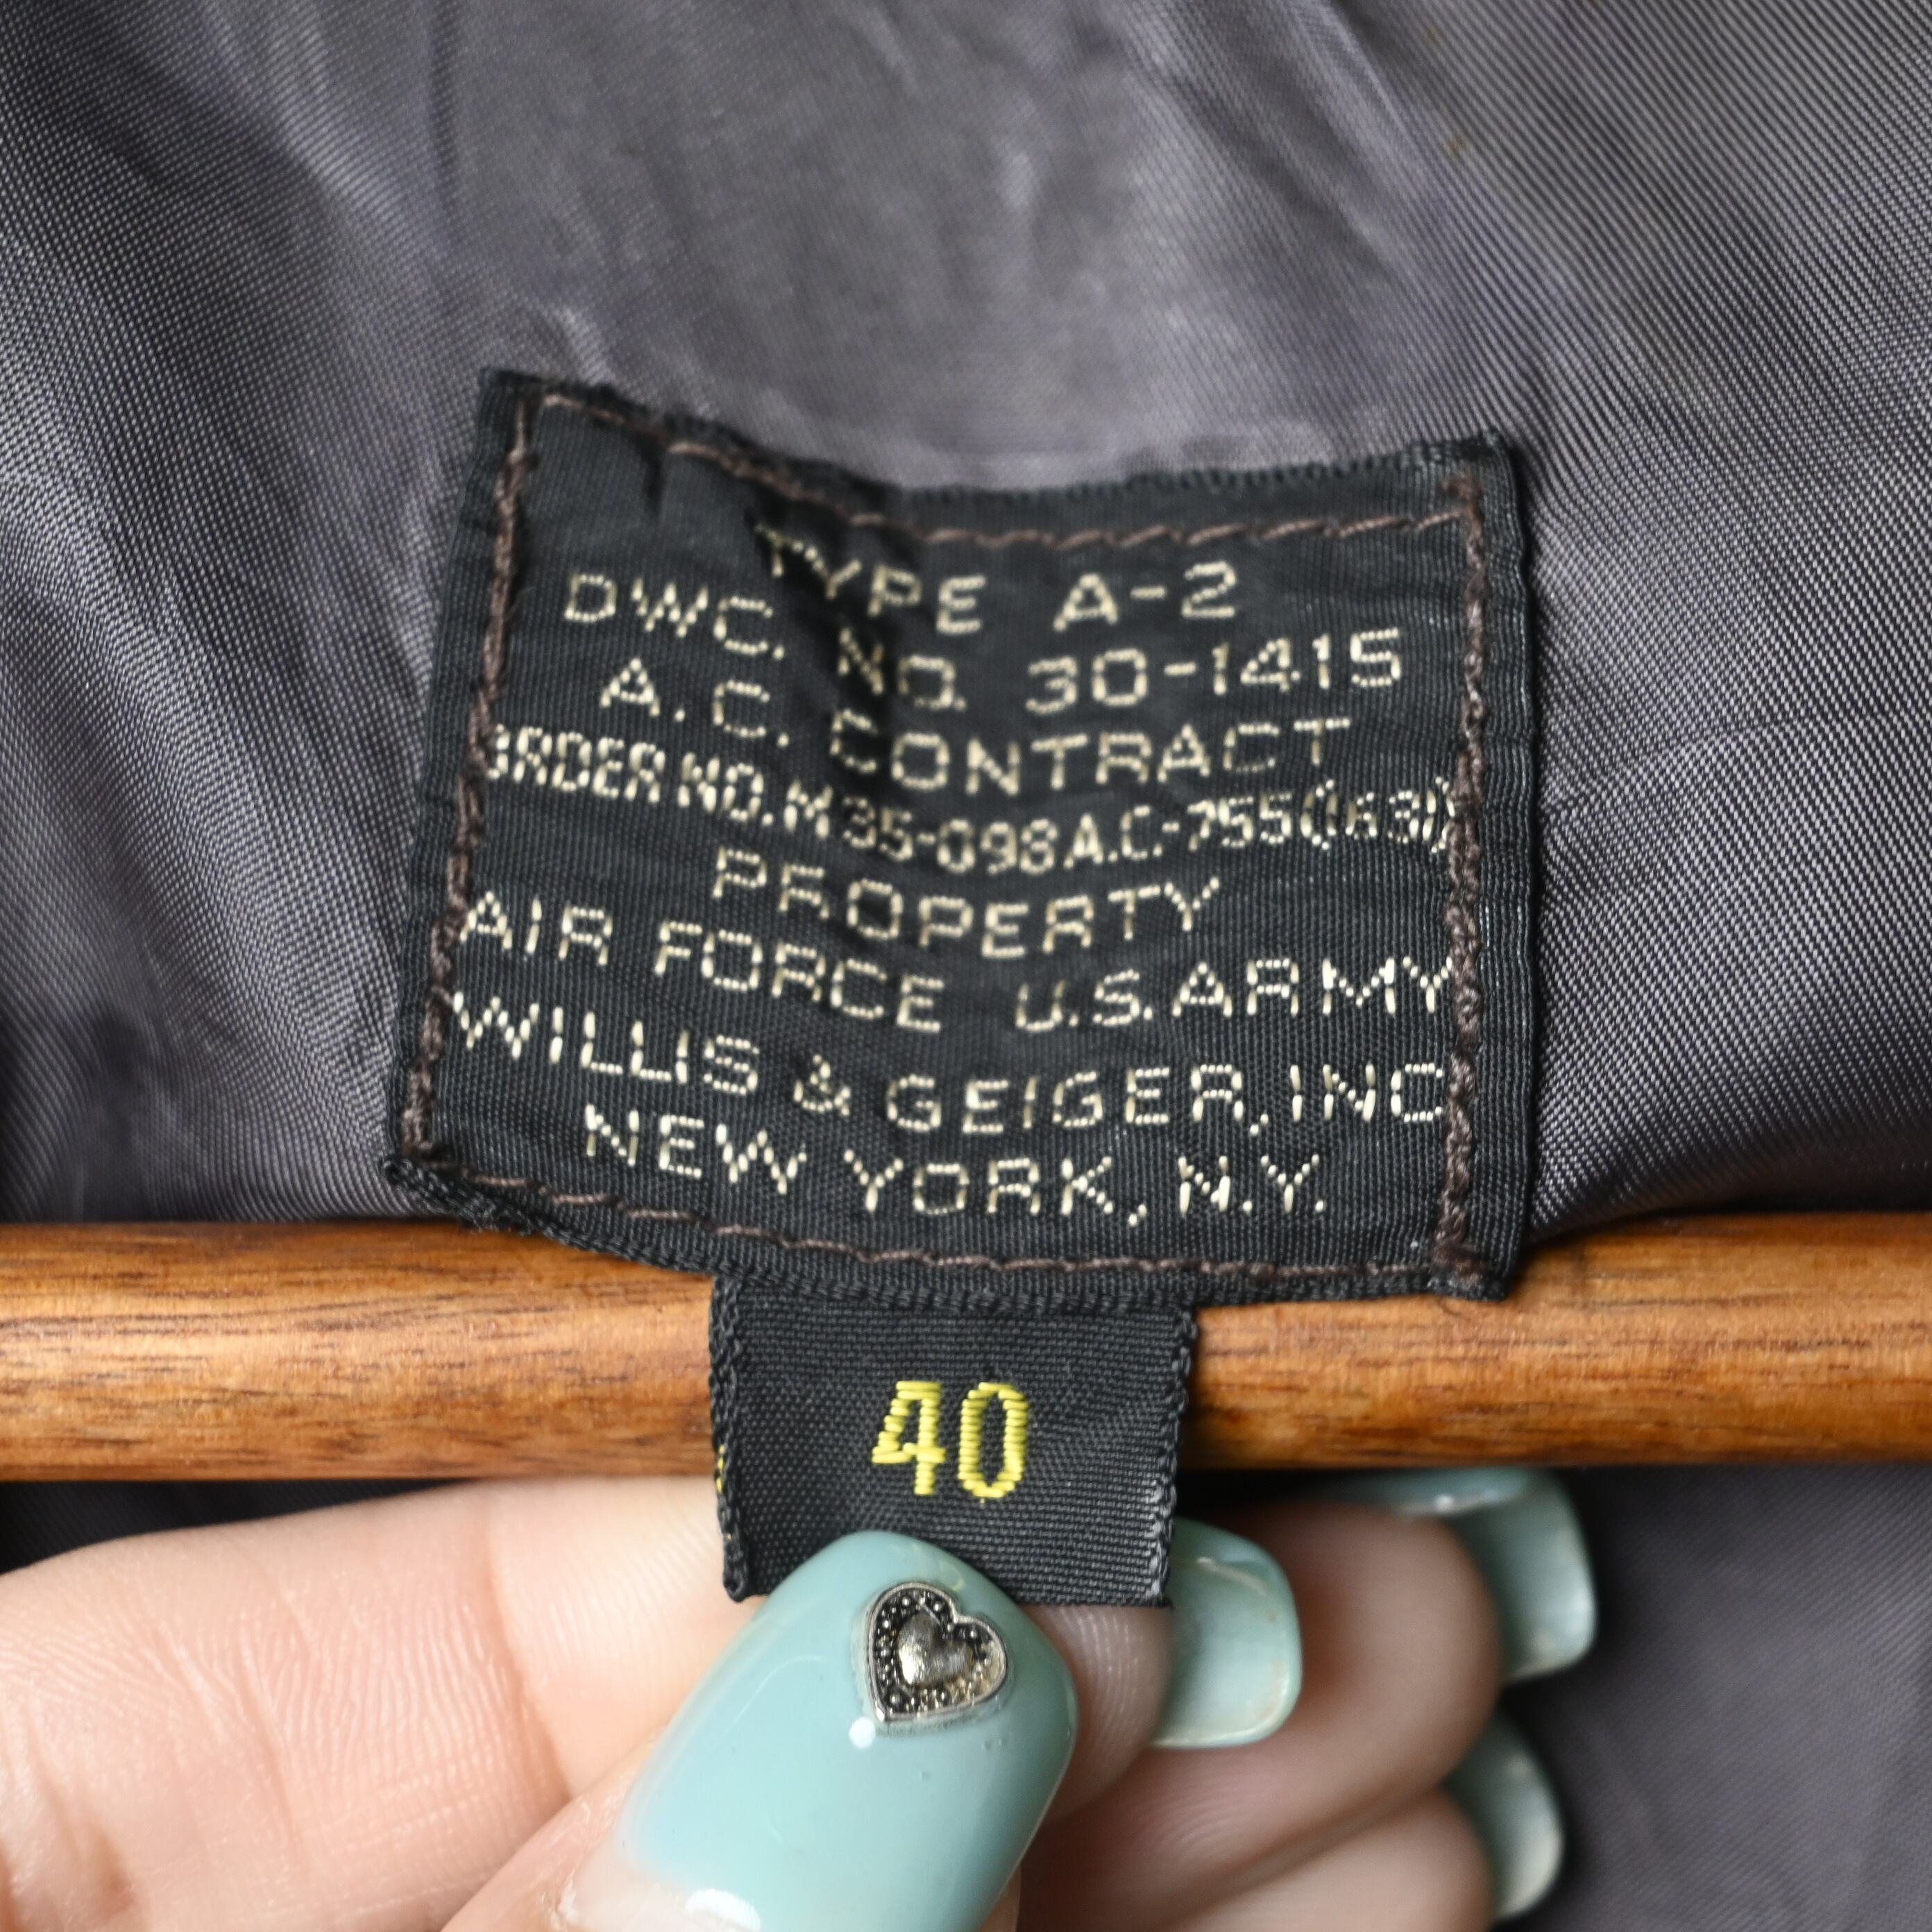 TYPE A-2
DWC. NO. 30-1415
A.C. CONTRACT
ORDER NO. M35-098 A.C.-755(1631)
PROPERTY
AIR FORCE U.S. ARMY
WILLIS & GEIGER, INC
NEW YORK, N.Y.
40